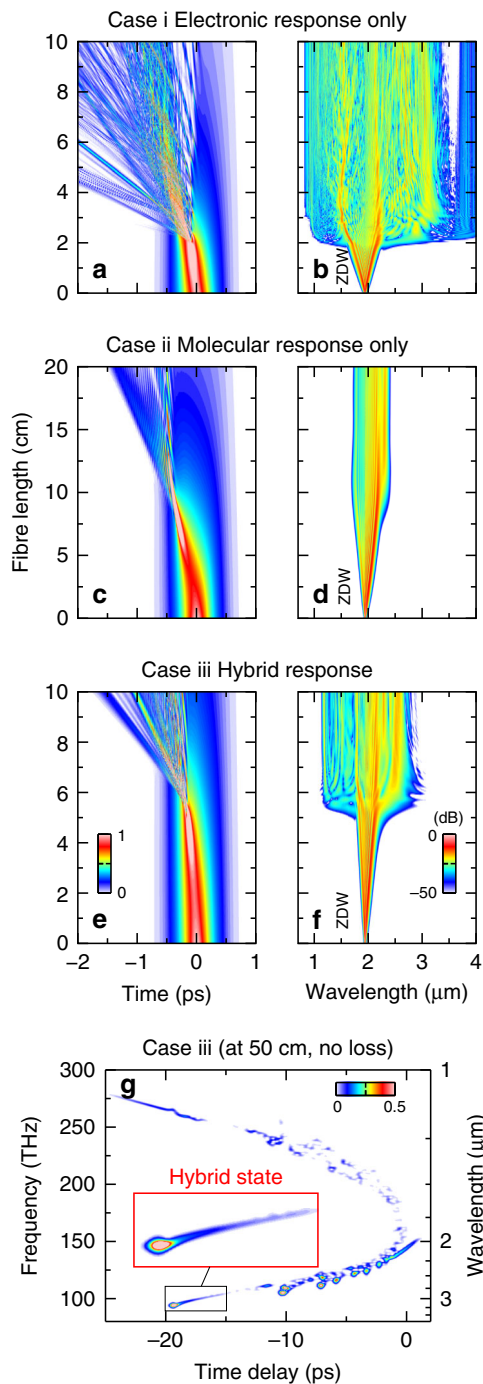 Case i Electronic response only
10
8
6
4
2
0
a
b
ZDW
Case ii Molecular response only
20
15
10
5
0
c
d
ZDW
Fibre length (cm)
Case iii Hybrid response
10
8
6
4
2
0
1
0
e
(dB)
0
−50
f
ZDW
−2 −1 0 1
1 2 3 4
Time (ps)
Wavelength (μm)
Case iii (at 50 cm, no loss)
g
300
250
200
150
100
0 0.5
1
2
3
Hybrid state
Frequency (THz)
Wavelength (μm)
−20 −10 0
Time delay (ps)